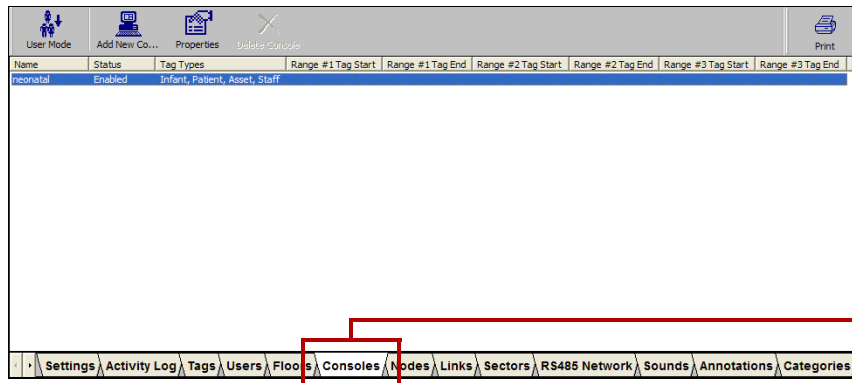 User Mode Add New Co... Properties Delete Console Print
Name Status Tag Types Range #1 Tag Start Range #1 Tag End Range #2 Tag Start Range #2 Tag End Range #3 Tag Start Range #3 Tag End
neonatal Enabled Infant, Patient, Asset, Staff
Settings Activity Log Tags Users Floors Consoles Nodes Links Sectors RS485 Network Sounds Annotations Categories